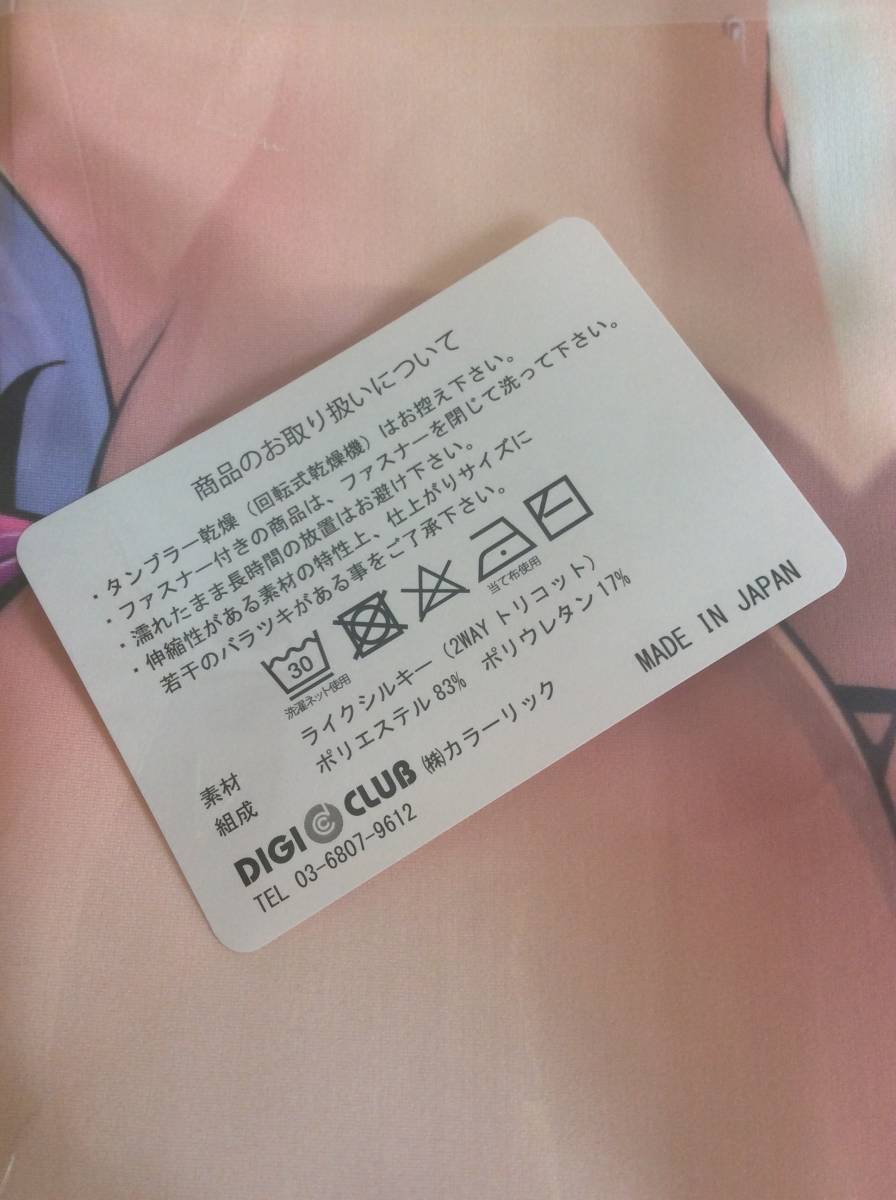 商品のお取り扱いについて
・タンブラー乾燥（回転式乾燥機）はお控え下さい。
・ファスナー付きの商品は、ファスナーを閉じて洗って下さい。
・濡れたまま長時間の放置はお避け下さい。
・伸縮性がある素材の特性上、仕上がりサイズに
若干のバラツキがある事をご了承下さい。
30
洗濯ネット使用
当て布使用
素材 ライクシルキー（2WAY トリコット）
組成 ポリエステル 83% ポリウレタン 17%
DIGI CLUB ㈱カラーリック
TEL 03-6807-9612
MADE IN JAPAN